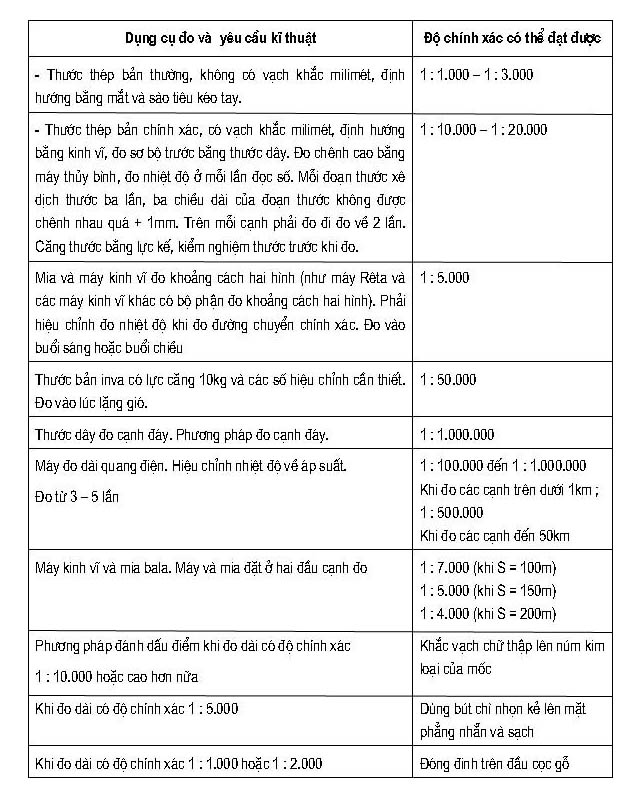 Dụng cụ đo và yêu cầu kĩ thuật
Độ chính xác có thể đạt được
- Thước thép bản thường, không có vạch khắc milimét, định
hướng bằng mắt và sào tiêu kéo tay.
1 : 1.000 – 1 : 3.000
- Thước thép bản chính xác, có vạch khắc milimét, định hướng
bằng kinh vĩ, đo sơ bộ trước bằng thước dây. Đo chênh cao bằng
máy thủy bình, đo nhiệt độ ở mỗi lần đọc số. Mỗi đoạn thước xê
dịch thước ba lần, ba chiều dài của đoạn thước không được
chênh nhau quá + 1mm. Trên mỗi cạnh phải đo đi đo về 2 lần.
Căng thước bằng lực kế, kiểm nghiệm thước trước khi đo.
1 : 10.000 – 1 : 20.000
Mia và máy kinh vĩ đo khoảng cách hai hình (như máy Rêta và
các máy kinh vĩ khác có bộ phận đo khoảng cách hai hình). Phải
hiệu chỉnh đo nhiệt độ khi đo đường chuyển chính xác. Đo vào
buổi sáng hoặc buổi chiều
1 : 5.000
Thước bản inva có lực căng 10kg và các số hiệu chỉnh cần thiết.
Đo vào lúc lặng gió.
1 : 50.000
Thước dây đo cạnh đáy. Phương pháp đo cạnh đáy.
1 : 1.000.000
Máy đo dài quang điện. Hiệu chỉnh nhiệt độ về áp suất.
Đo từ 3 – 5 lần
1 : 100.000 đến 1 : 1.000.000
Khi đo các cạnh trên dưới 1km ;
1 : 500.000
Khi đo các cạnh đến 50km
Máy kinh vĩ và mia bala. Máy và mia đặt ở hai đầu cạnh đo
1 : 7.000 (khi S = 100m)
1 : 5.000 (khi S = 150m)
1 : 4.000 (khi S = 200m)
Phương pháp đánh dấu điểm khi đo dài có độ chính xác
1 : 10.000 hoặc cao hơn nữa
Khắc vạch chữ thập lên núm kim
loại của mốc
Khi đo dài có độ chính xác 1 : 5.000
Dùng bút chì nhọn kẻ lên mặt
phẳng nhẵn và sạch
Khi đo dài có độ chính xác 1 : 1.000 hoặc 1 : 2.000
Đóng đinh trên đầu cọc gỗ